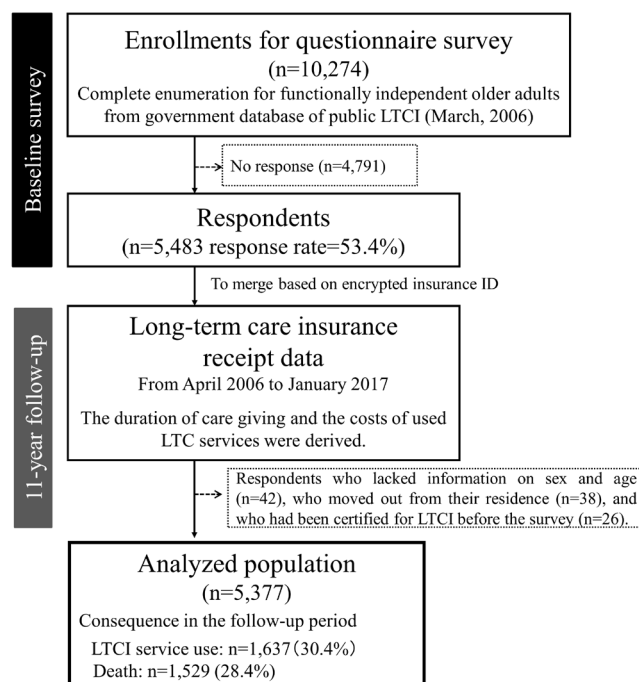 Baseline survey
Enrollments for questionnaire survey
(n=10,274)
Complete enumeration for functionally independent older adults
from government database of public LTCI (March, 2006)
No response (n=4,791)
Respondents
(n=5,483 response rate=53.4%)
To merge based on encrypted insurance ID
11-year follow-up
Long-term care insurance
receipt data
From April 2006 to January 2017
The duration of care giving and the costs of used
LTC services were derived.
Respondents who lacked information on sex and age
(n=42), who moved out from their residence (n=38), and
who had been certified for LTCI before the survey (n=26).
Analyzed population
(n=5,377)
Consequence in the follow-up period
LTCI service use: n=1,637(30.4%)
Death: n=1,529 (28.4%)